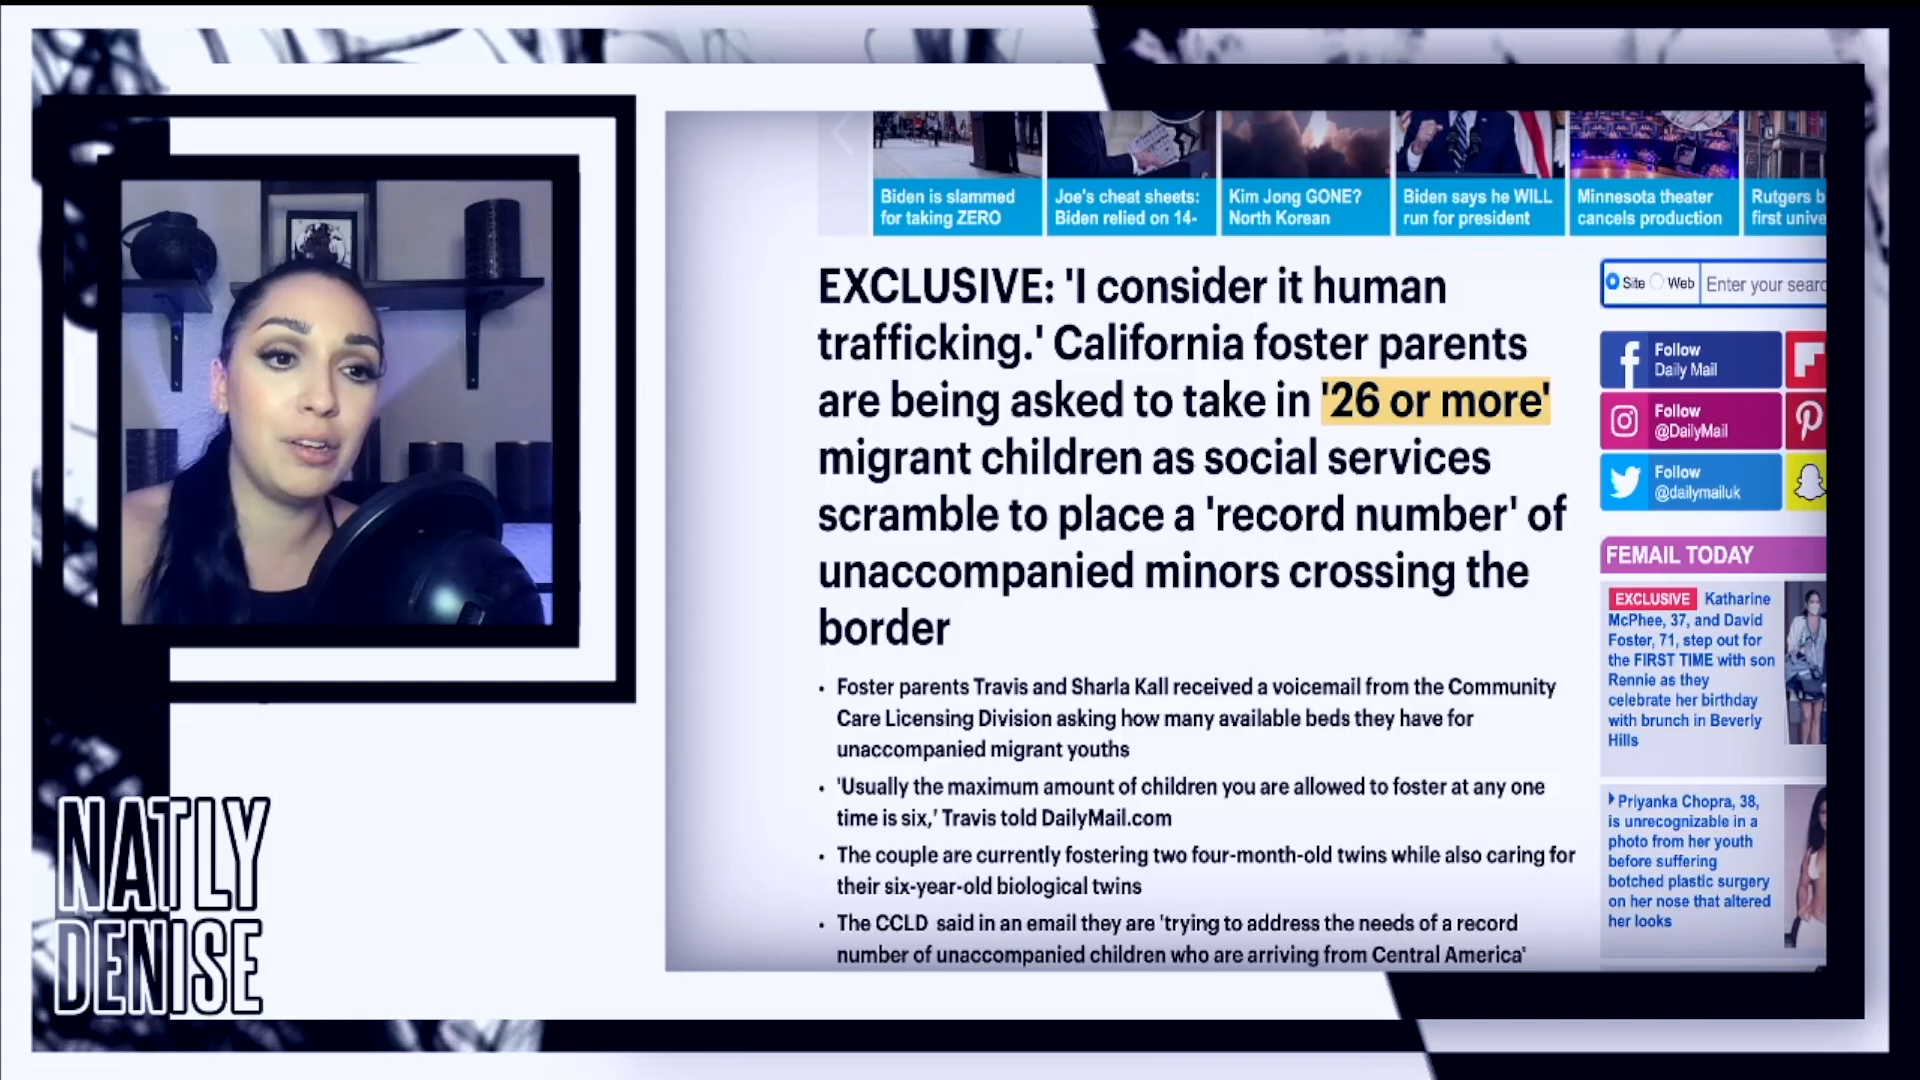 Biden is slammed
for taking ZERO
Joe's cheat sheets:
Biden relied on 14-
Kim Jong GONE?
North Korean
Biden says he WILL
run for president
Minnesota theater
cancels production
Rutgers b
first unive
EXCLUSIVE: 'I consider it human
trafficking.' California foster parents
are being asked to take in '26 or more'
migrant children as social services
scramble to place a 'record number' of
unaccompanied minors crossing the
border
• Foster parents Travis and Sharla Kall received a voicemail from the Community
Care Licensing Division asking how many available beds they have for
unaccompanied migrant youths
• 'Usually the maximum amount of children you are allowed to foster at any one
time is six,' Travis told DailyMail.com
• The couple are currently fostering two four-month-old twins while also caring for
their six-year-old biological twins
• The CCLD said in an email they are 'trying to address the needs of a record
number of unaccompanied children who are arriving from Central America'
Site Web Enter your searc
Follow
Daily Mail
Follow
@DailyMail
Follow
@dailymailuk
FEMAIL TODAY
EXCLUSIVE Katharine
McPhee, 37, and David
Foster, 71, step out for
the FIRST TIME with son
Rennie as they
celebrate her birthday
with brunch in Beverly
Hills
Priyanka Chopra, 38,
is unrecognizable in a
photo from her youth
before suffering
botched plastic surgery
on her nose that altered
her looks
NATLY
DENISE